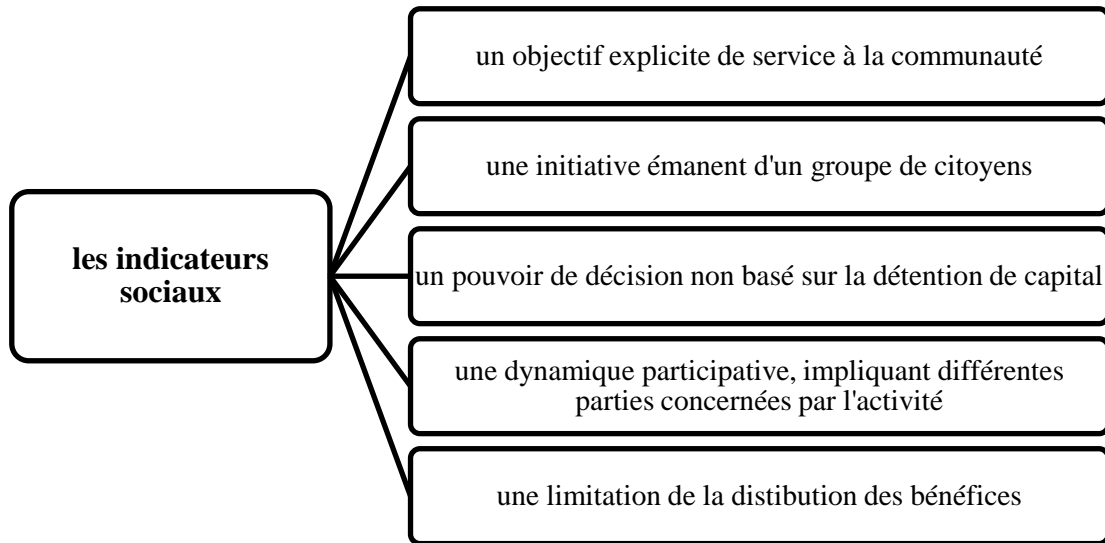 un objectif explicite de service à la communauté
une initiative émanent d'un groupe de citoyens
les indicateurs
sociaux
un pouvoir de décision non basé sur la détention de capital
une dynamique participative, impliquant différentes
parties concernées par l'activité
une limitation de la distibution des bénéfices